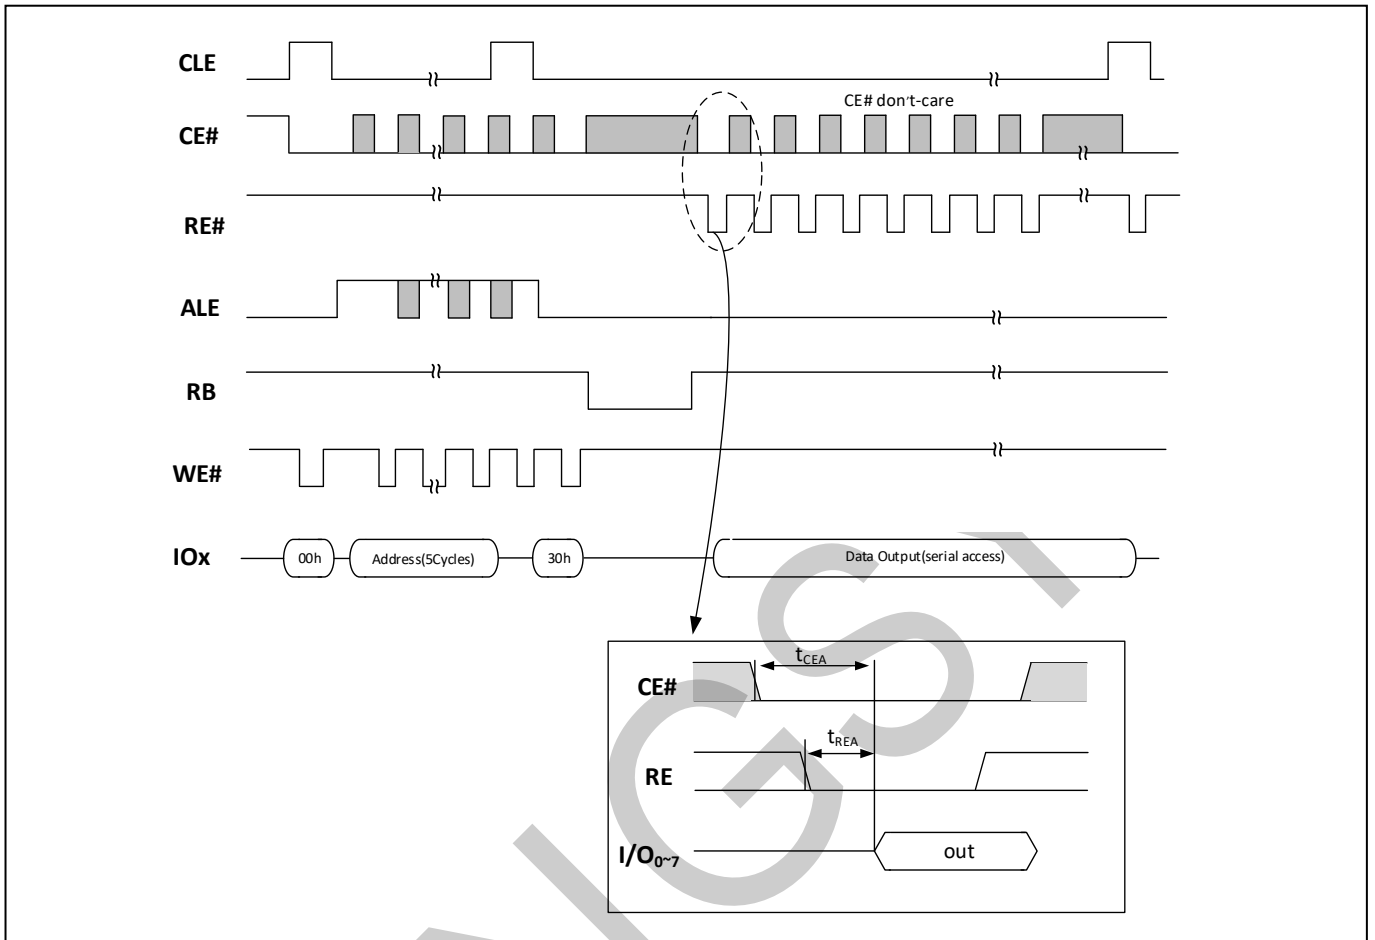 CLE
CE# don't-care
CE#
RE#
ALE
RB
WE#
IOx
00h
Address(5Cycles)
30h
Data Output(serial access)
tCEA
CE#
tREA
RE
I/O0~7
out